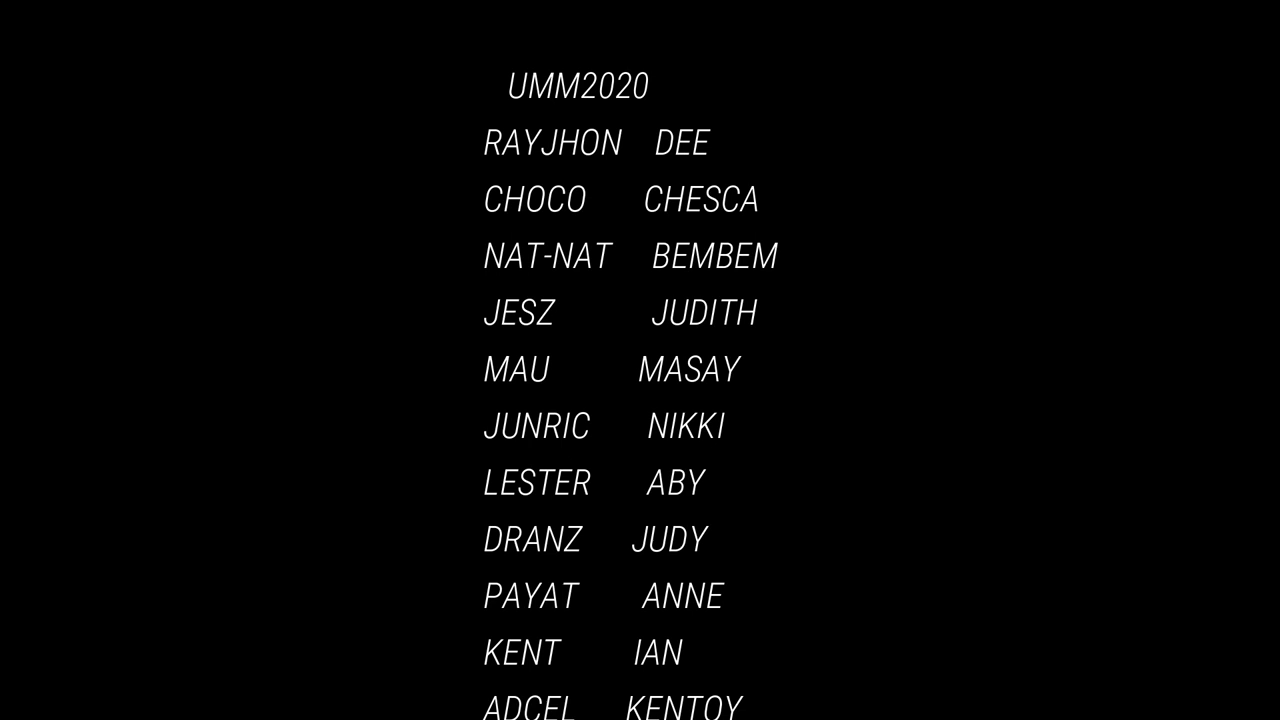 UMM2020
RAYJHON DEE
CHOCO CHESCA
NAT-NAT BEMBEM
JESZ JUDITH
MAU MASAY
JUNRIC NIKKI
LESTER ABY
DRANZ JUDY
PAYAT ANNE
KENT IAN
ADCEL KENTOY